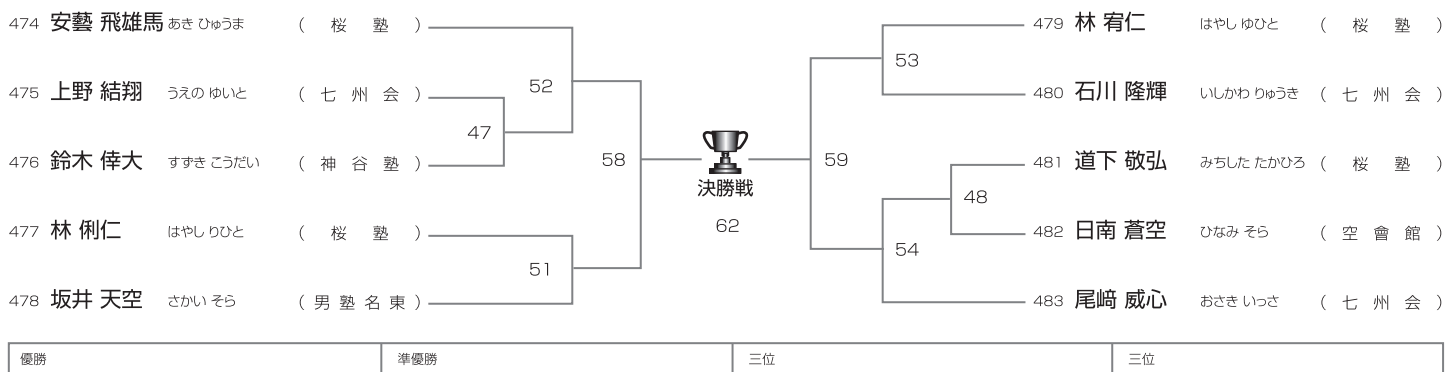 474 安藝 飛雄馬 あき ひゅうま （ 桜 塾 ）
475 上野 結翔 うえの ゆいと （ 七 州 会 ）
476 鈴木 倖大 すずき こうだい （ 神 谷 塾 ）
477 林 俐仁 はやし りひと （ 桜 塾 ）
478 坂井 天空 さかい そら （ 男 塾 名 東 ）
52
47
58
51
決勝戦
62
59
53
48
54
479 林 宥仁 はやし ゆひと （ 桜 塾 ）
480 石川 隆輝 いしかわ りゅうき （ 七 州 会 ）
481 道下 敬弘 みちした たかひろ （ 桜 塾 ）
482 日南 蒼空 ひなみ そら （ 空 會 館 ）
483 尾﨑 威心 おさき いっさ （ 七 州 会 ）
優勝 準優勝 三位 三位